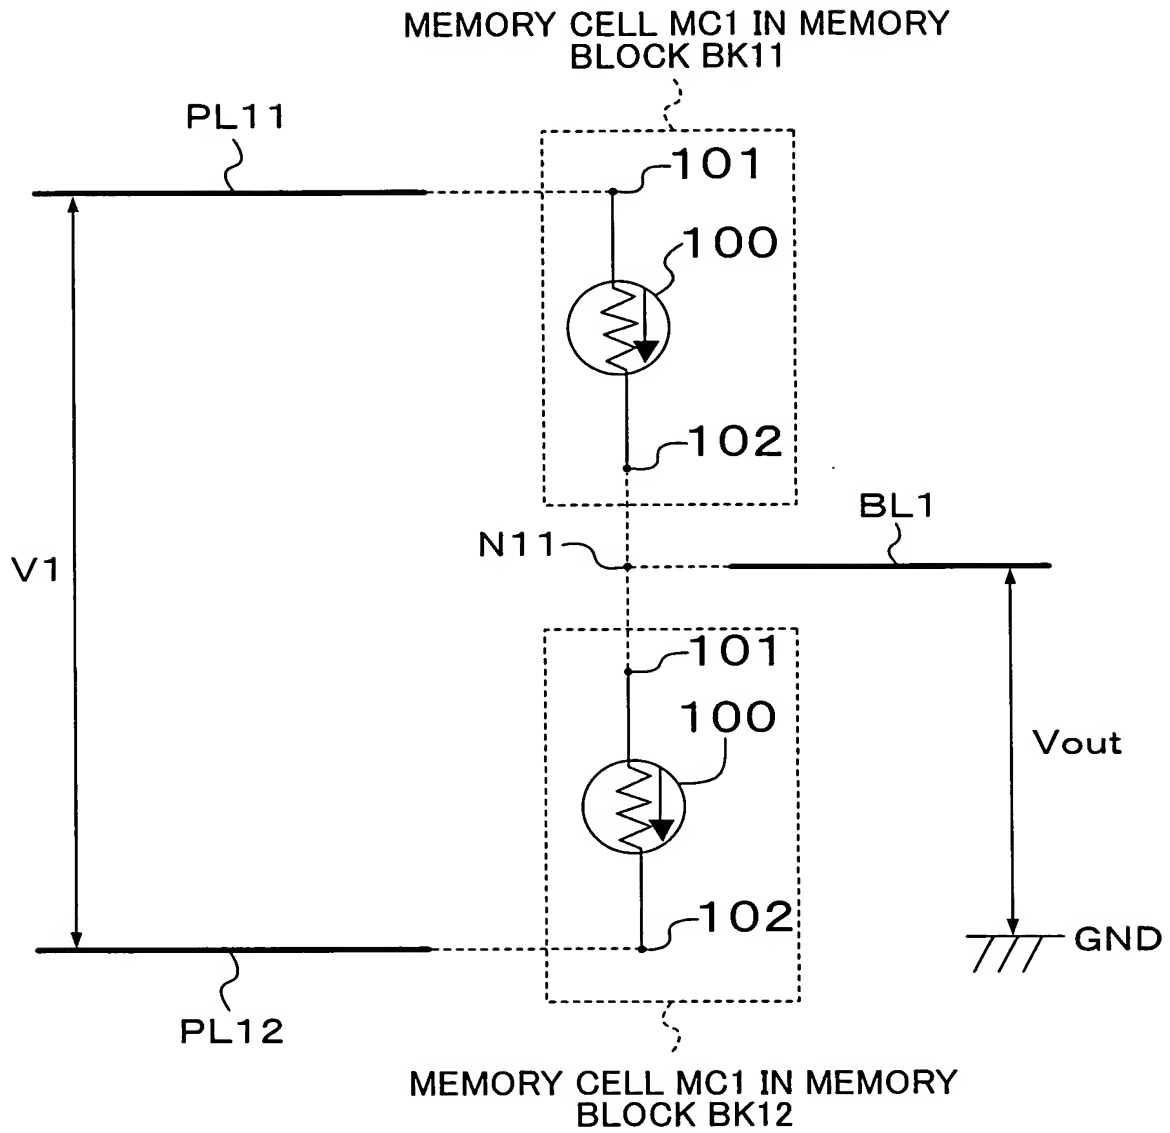 MEMORY CELL MC1 IN MEMORY
BLOCK BK11
PL11
101
100
102
BL1
N11
V1
101
100
Vout
102
GND
PL12
MEMORY CELL MC1 IN MEMORY
BLOCK BK12